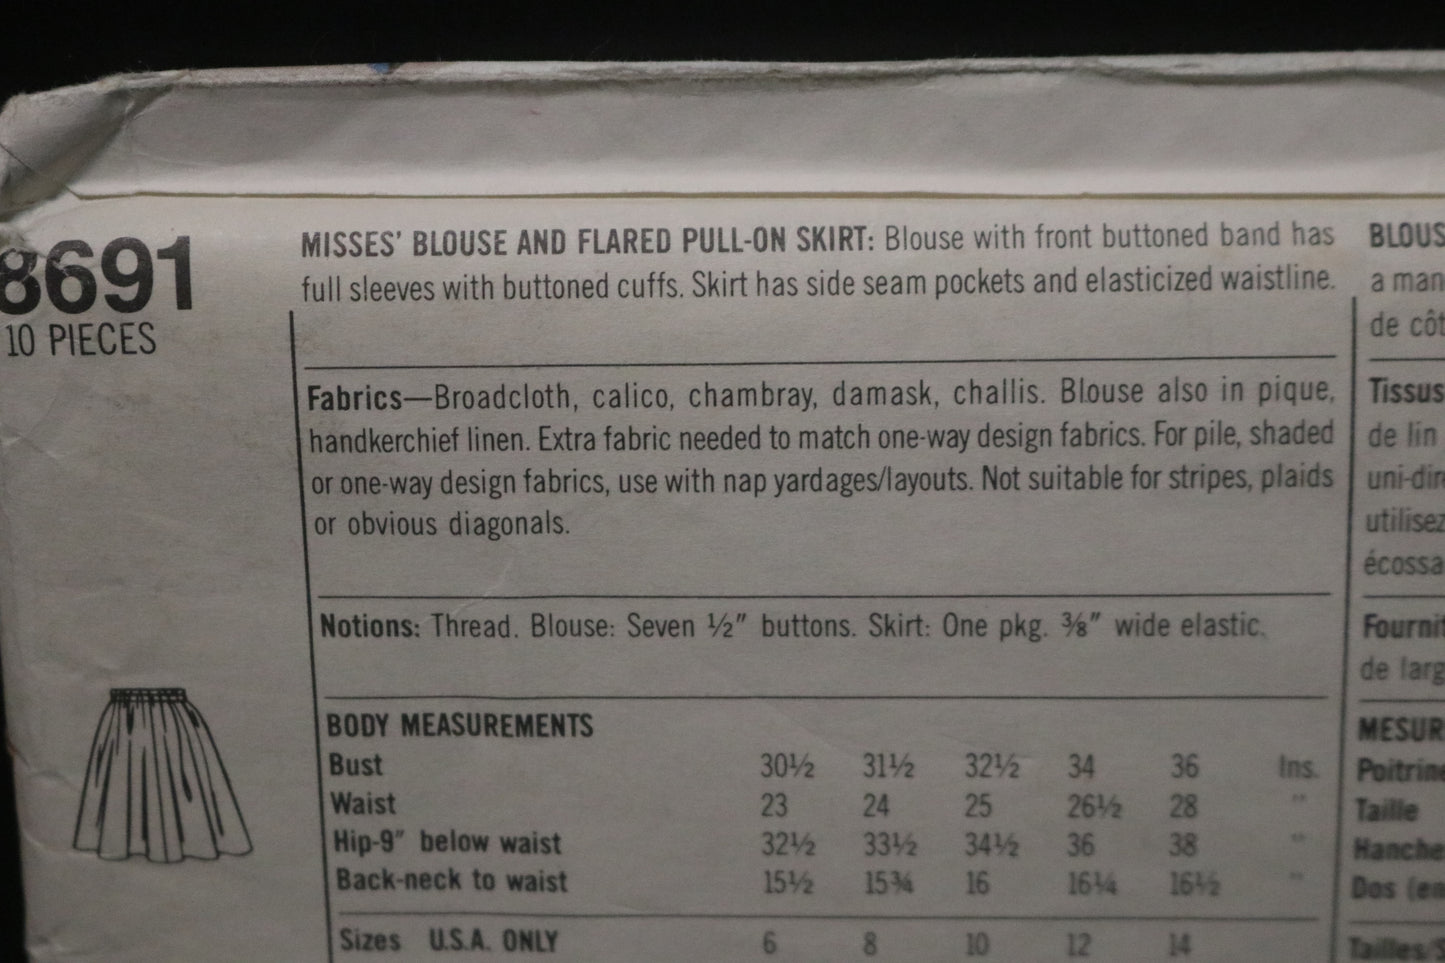 8691
10 PIECES
MISSES' BLOUSE AND FLARED PULL-ON SKIRT: Blouse with front buttoned band has
full sleeves with buttoned cuffs. Skirt has side seam pockets and elasticized waistline.
Fabrics—Broadcloth, calico, chambray, damask, challis. Blouse also in pique,
handkerchief linen. Extra fabric needed to match one-way design fabrics. For pile, shaded
or one-way design fabrics, use with nap yardages/layouts. Not suitable for stripes, plaids
or obvious diagonals.
Notions: Thread. Blouse: Seven ½″ buttons. Skirt: One pkg. ⅜″ wide elastic.
BODY MEASUREMENTS
Bust 30½ 31½ 32½ 34 36 Ins.
Waist 23 24 25 26½ 28 ″
Hip-9″ below waist 32½ 33½ 34½ 36 38 ″
Back-neck to waist 15½ 15¾ 16 16¼ 16½ ″
Sizes U.S.A. ONLY 6 8 10 12 14
BLOUS
a man
de côt
Tissus
de lin
uni-dir
utilisez
écossa
Fourni
de larg
MESUR
Poitrine
Taille
Hanche
Dos (en
Tailles/S